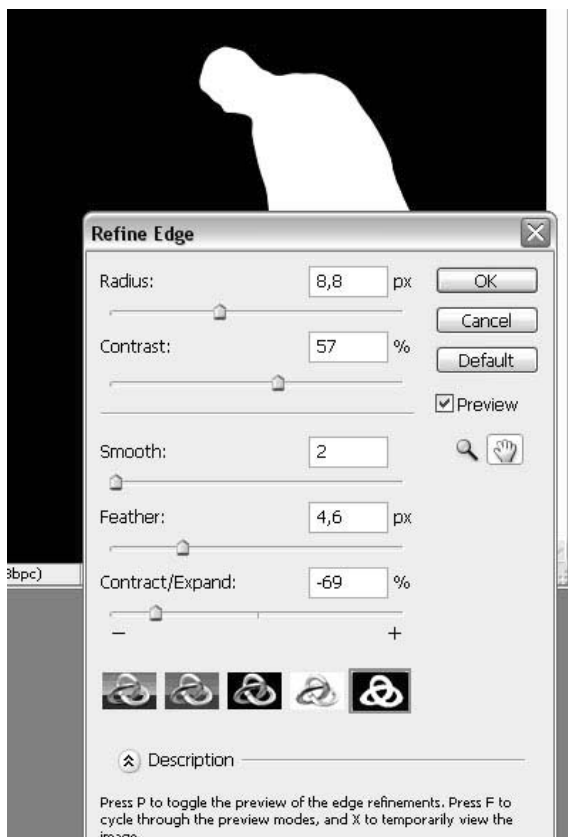 Refine Edge
Radius: 8,8 px OK
Cancel
Contrast: 57 % Default
Preview
Smooth: 2
Feather: 4,6 px
8bpc)
Contract/Expand: -69 %
− +
Description
Press P to toggle the preview of the edge refinements. Press F to
cycle through the preview modes, and X to temporarily view the
image.